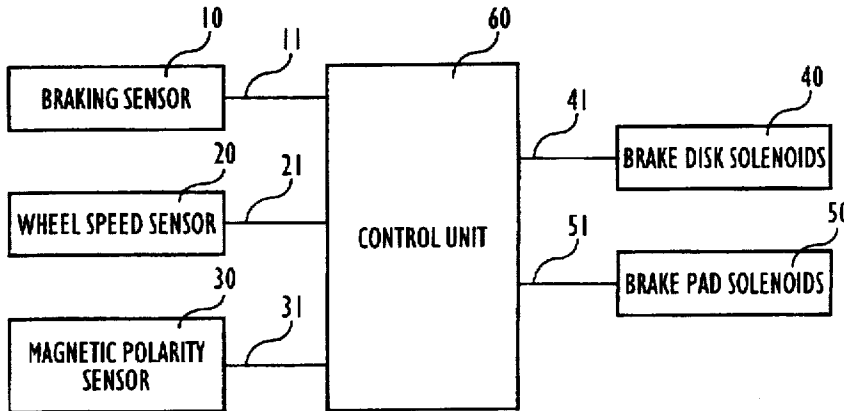 10
11
60
BRAKING SENSOR
40
41
BRAKE DISK SOLENOIDS
20
21
WHEEL SPEED SENSOR
CONTROL UNIT
51
50
BRAKE PAD SOLENOIDS
30
31
MAGNETIC POLARITY
SENSOR